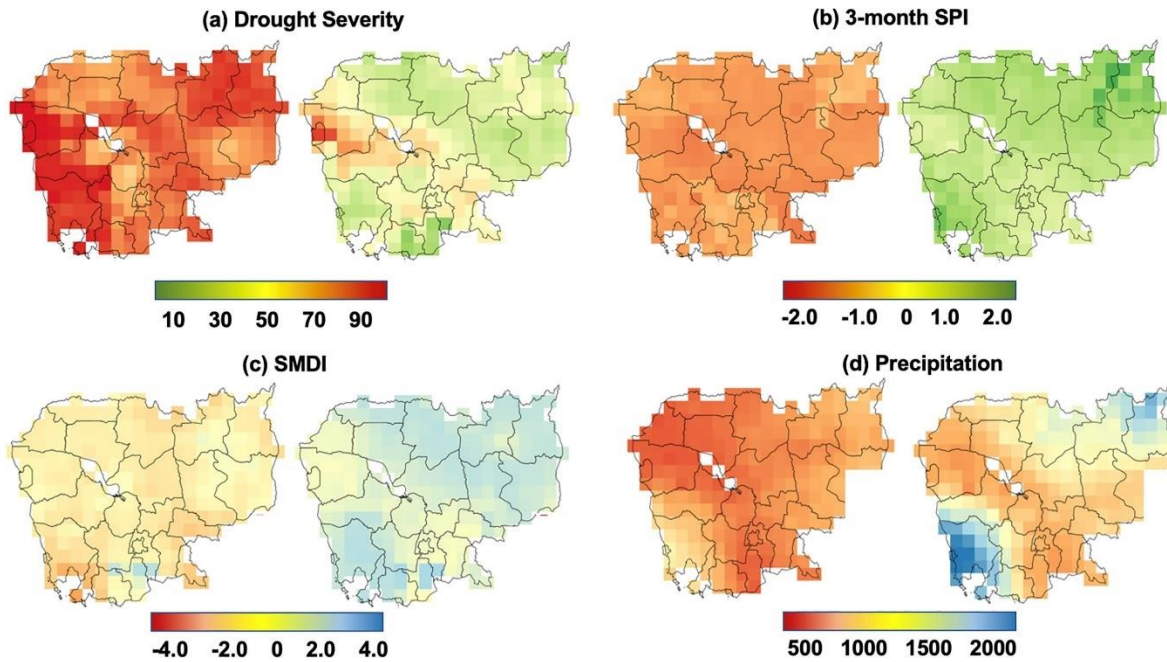 (a) Drought Severity
(b) 3-month SPI
10 30 50 70 90
-2.0 -1.0 0 1.0 2.0
(c) SMDI
(d) Precipitation
-4.0 -2.0 0 2.0 4.0
500 1000 1500 2000